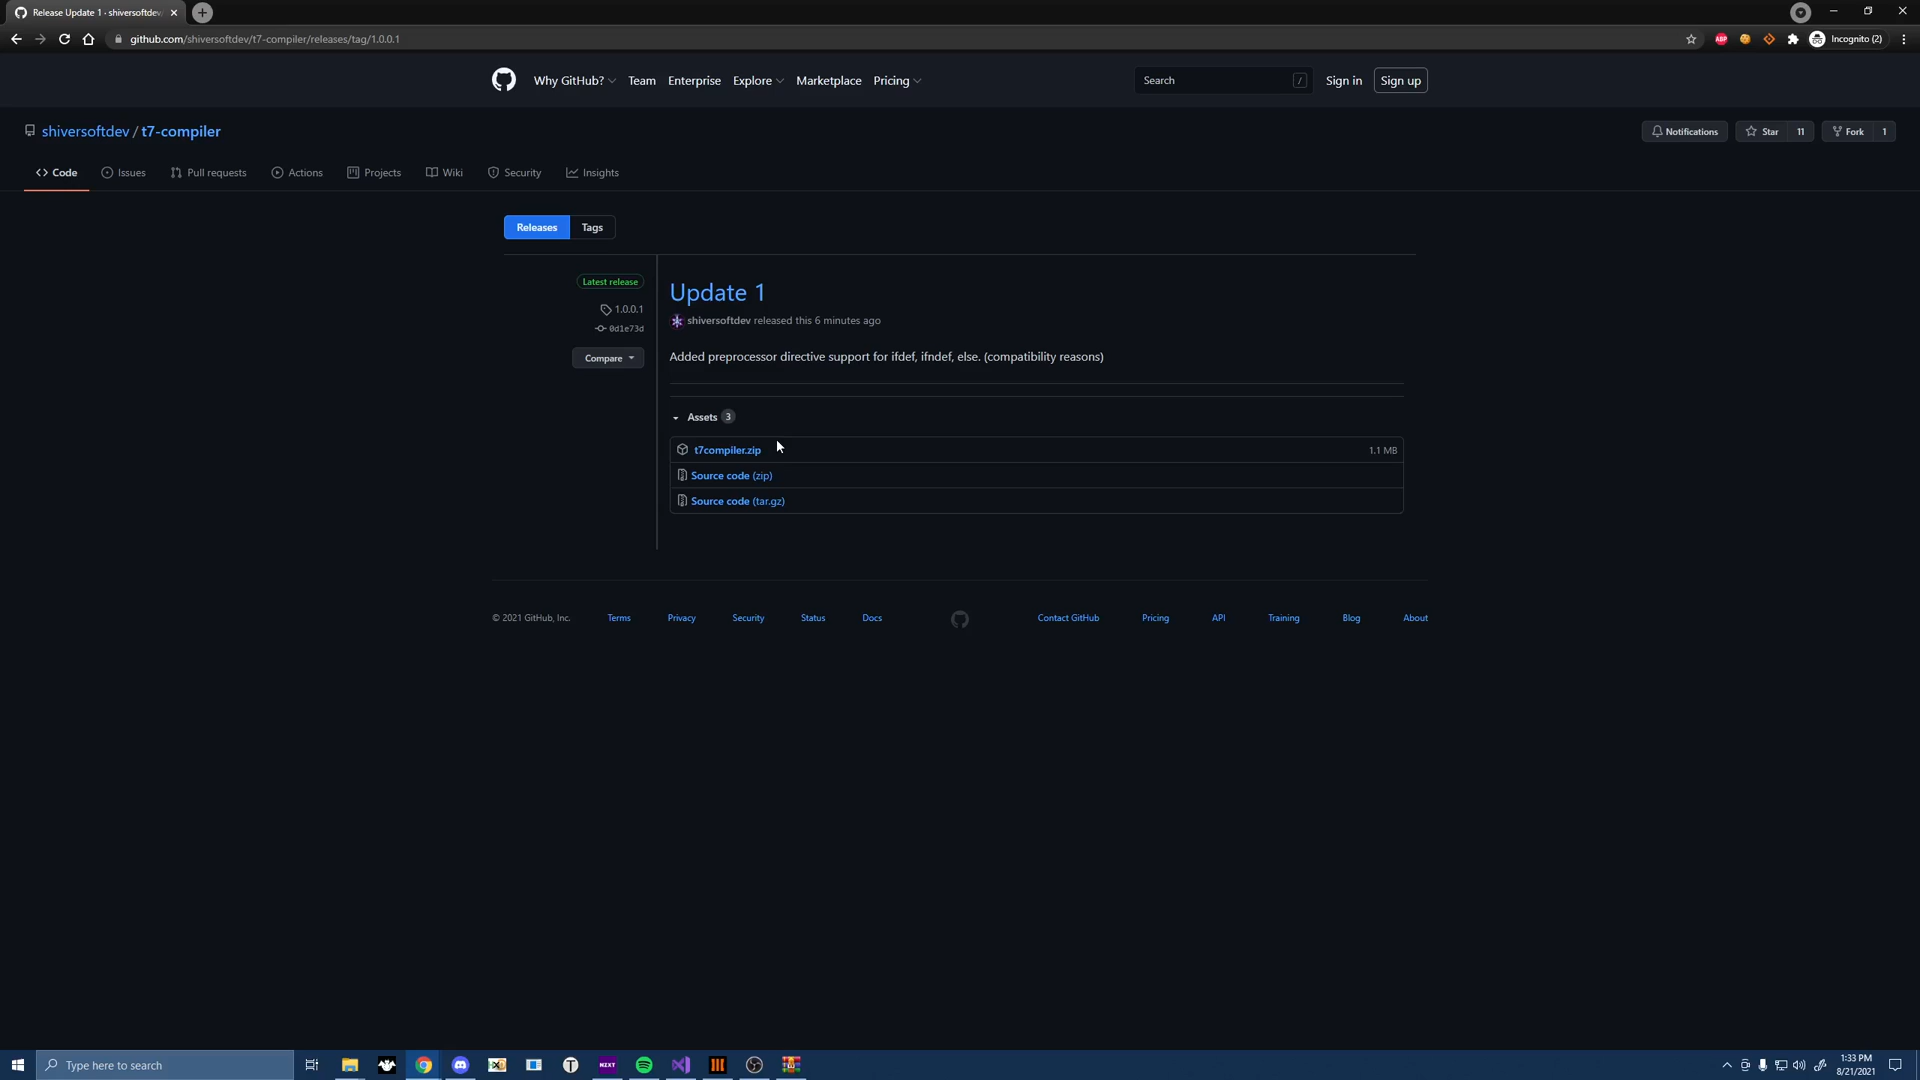 Release Update 1 · shiversoftdev
github.com/shiversoftdev/t7-compiler/releases/tag/1.0.0.1
ABP
Incognito (2)
Why GitHub?
Team
Enterprise
Explore
Marketplace
Pricing
Search
/
Sign in
Sign up
shiversoftdev / t7-compiler
Notifications
Star 11
Fork 1
Code
Issues
Pull requests
Actions
Projects
Wiki
Security
Insights
Releases
Tags
Latest release
1.0.0.1
0d1e73d
Compare
Update 1
shiversoftdev released this 6 minutes ago
Added preprocessor directive support for ifdef, ifndef, else. (compatibility reasons)
Assets 3
t7compiler.zip 1.1 MB
Source code (zip)
Source code (tar.gz)
© 2021 GitHub, Inc.
Terms
Privacy
Security
Status
Docs
Contact GitHub
Pricing
API
Training
Blog
About
Type here to search
NZXT
1:33 PM
8/21/2021